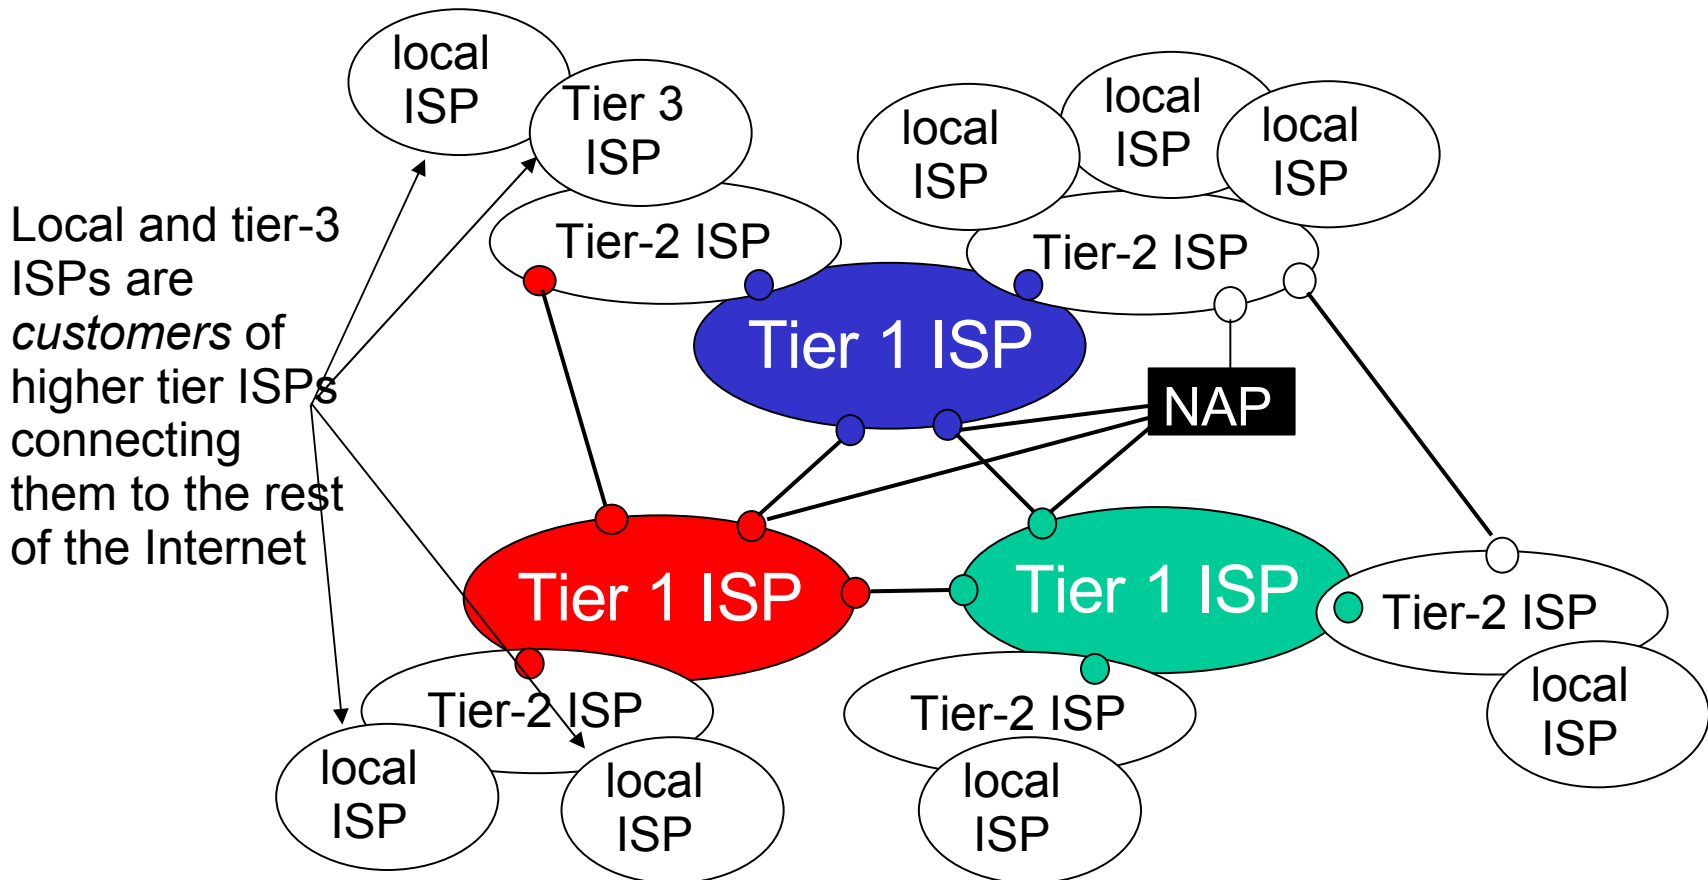 local
ISP
Tier 3
ISP
local
ISP
local
ISP
local
ISP
Local and tier-3
ISPs are
customers of
higher tier ISPs
connecting
them to the rest
of the Internet
Tier-2 ISP
Tier-2 ISP
Tier 1 ISP
NAP
Tier 1 ISP
Tier 1 ISP
Tier-2 ISP
Tier-2 ISP
Tier-2 ISP
local
ISP
local
ISP
local
ISP
local
ISP